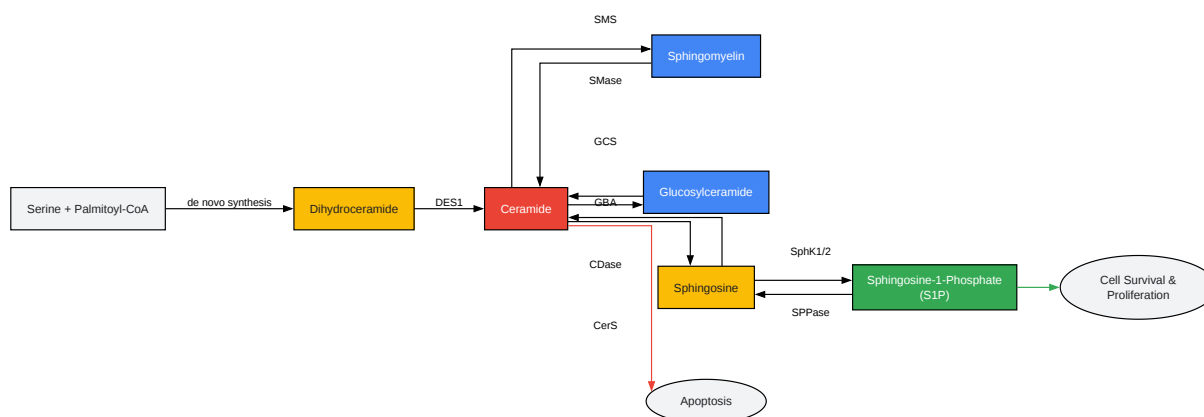 SMS
Sphingomyelin
SMase
GCS
Serine + Palmitoyl-CoA
de novo synthesis
Dihydroceramide
DES1
Ceramide
GBA
Glucosylceramide
CDase
Sphingosine
SphK1/2
Sphingosine-1-Phosphate
(S1P)
SPPase
Cell Survival &
Proliferation
CerS
Apoptosis